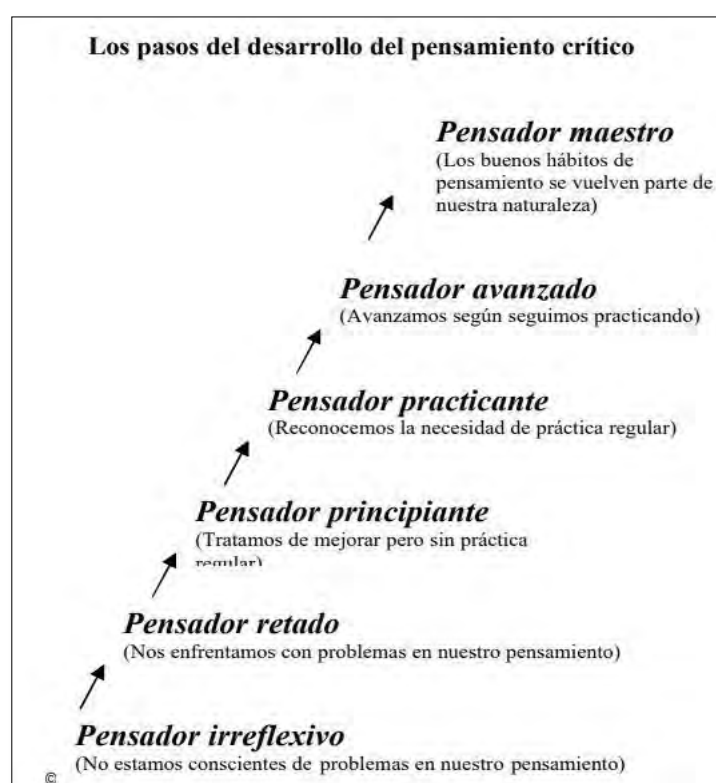 Los pasos del desarrollo del pensamiento crítico
Pensador maestro
(Los buenos hábitos de
pensamiento se vuelven parte de
nuestra naturaleza)
Pensador avanzado
(Avanzamos según seguimos practicando)
Pensador practicante
(Reconocemos la necesidad de práctica regular)
Pensador principiante
(Tratamos de mejorar pero sin práctica
regular)
Pensador retado
(Nos enfrentamos con problemas en nuestro pensamiento)
Pensador irreflexivo
(No estamos conscientes de problemas en nuestro pensamiento)
©